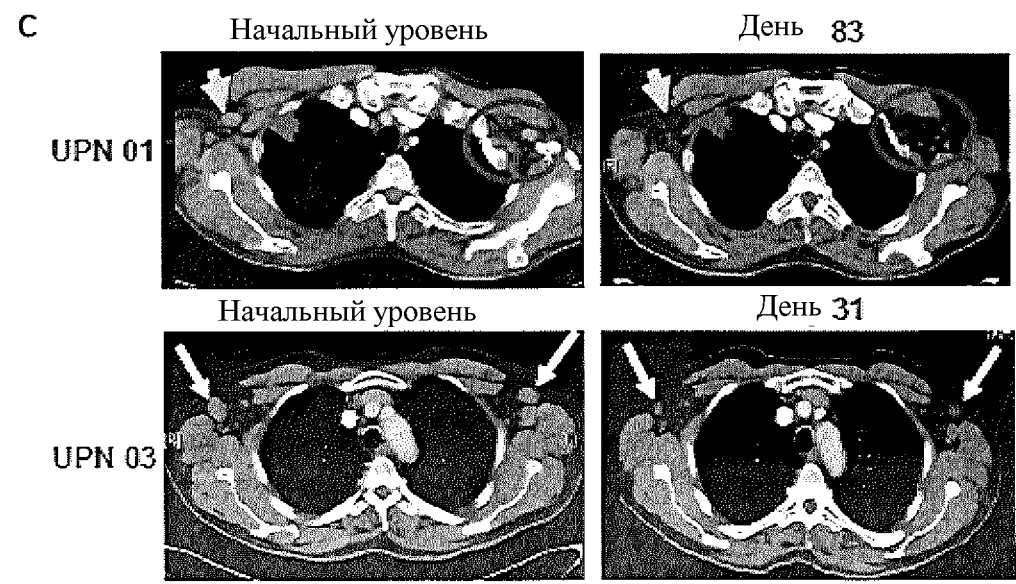 C
Начальный уровень День 83
UPN 01
Начальный уровень День 31
UPN 03